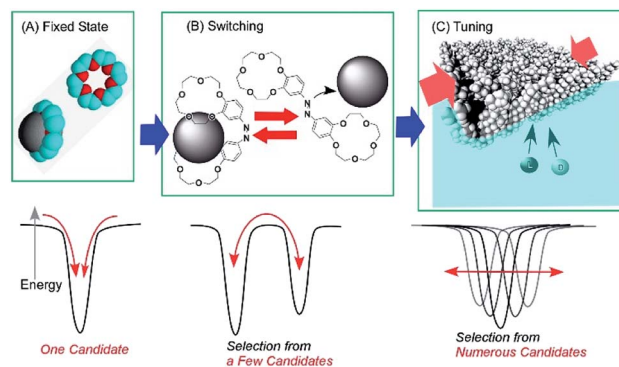 (A) Fixed State
(B) Switching
(C) Tuning
O
O
O
O
O
O
O
O
O
O
N
N
O
O
O
O
O
N
N
O
O
O
O
O
L
D
Energy
One Candidate
Selection from
a Few Candidates
Selection from
Numerous Candidates